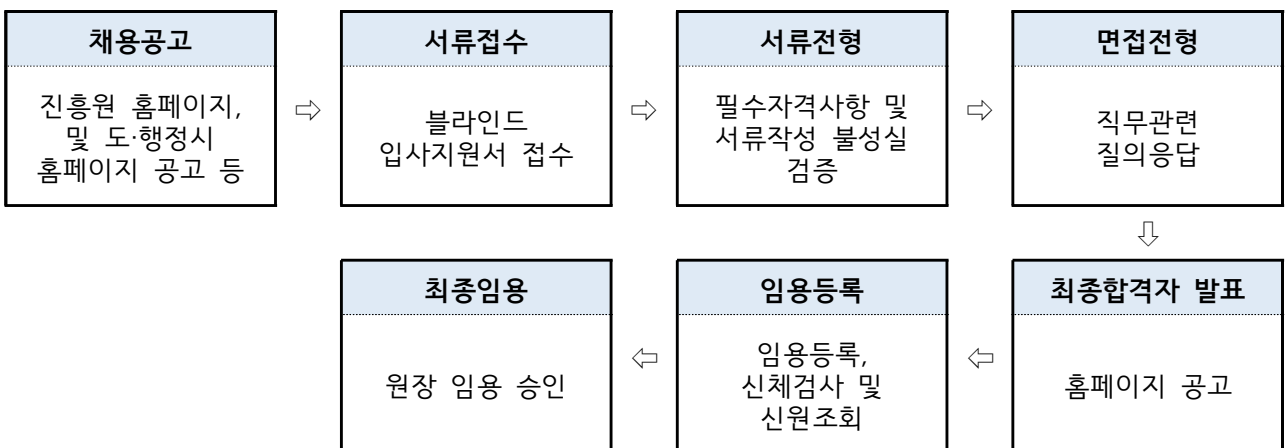 채용공고
진흥원 홈페이지,
및 도·행정시
홈페이지 공고 등
⇨
서류접수
블라인드
입사지원서 접수
⇨
서류전형
필수자격사항 및
서류작성 불성실
검증
⇨
면접전형
직무관련
질의응답
⇩
최종합격자 발표
홈페이지 공고
⇦
임용등록
임용등록,
신체검사 및
신원조회
⇦
최종임용
원장 임용 승인